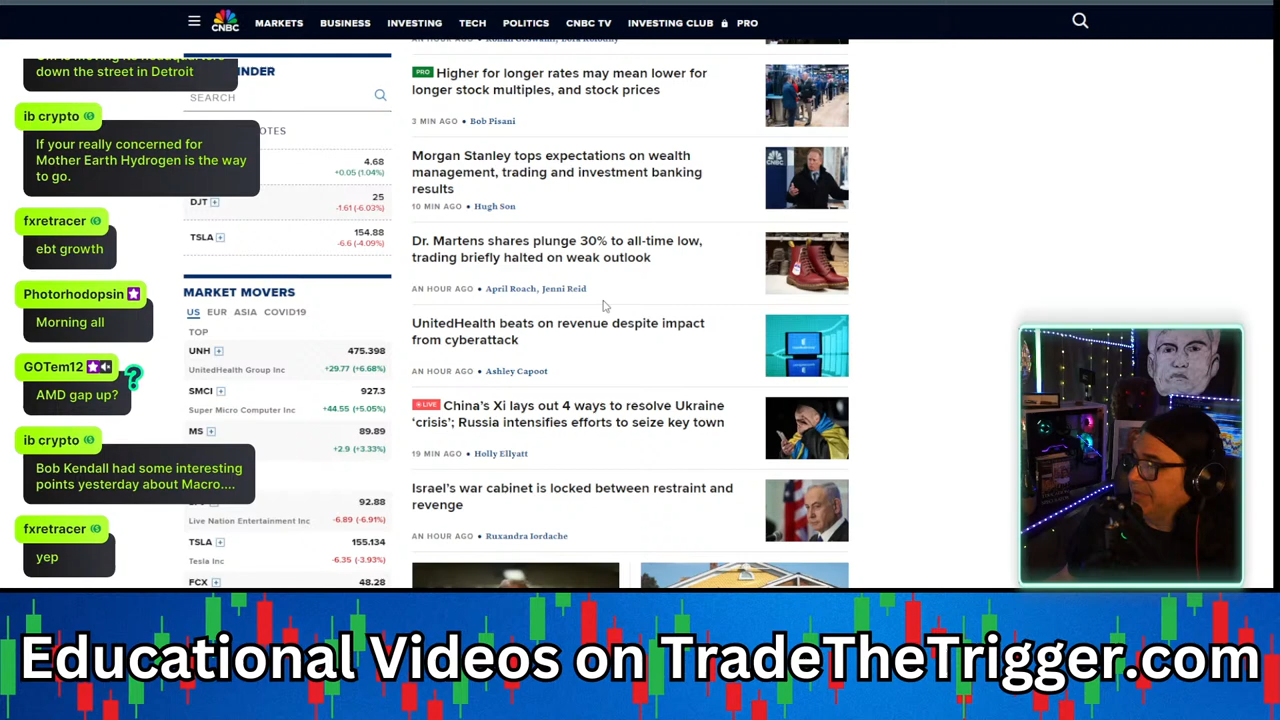 CNBC
MARKETS
BUSINESS
INVESTING
TECH
POLITICS
CNBC TV
INVESTING CLUB
PRO
down the street in Detroit
ib crypto
If your really concerned for
Mother Earth Hydrogen is the way
to go.
fxretracer
ebt growth
Photorhodopsin
Morning all
GOTem12
AMD gap up?
ib crypto
Bob Kendall had some interesting
points yesterday about Macro....
fxretracer
yep
INDER
SEARCH
OTES
4.68
+0.05 (1.04%)
DJT
25
-1.61 (-6.03%)
TSLA
154.88
-6.6 (-4.09%)
MARKET MOVERS
US EUR ASIA COVID19
TOP
UNH
475.398
UnitedHealth Group Inc
+29.77 (+6.68%)
SMCI
927.3
Super Micro Computer Inc
+44.55 (+5.05%)
MS
89.89
+2.9 (+3.33%)
92.88
Live Nation Entertainment Inc
-6.89 (-6.91%)
TSLA
155.134
Tesla Inc
-6.35 (-3.93%)
FCX
48.28
AN HOUR AGO
PRO Higher for longer rates may mean lower for
longer stock multiples, and stock prices
3 MIN AGO • Bob Pisani
Morgan Stanley tops expectations on wealth
management, trading and investment banking
results
10 MIN AGO • Hugh Son
Dr. Martens shares plunge 30% to all-time low,
trading briefly halted on weak outlook
AN HOUR AGO • April Roach, Jenni Reid
UnitedHealth beats on revenue despite impact
from cyberattack
AN HOUR AGO • Ashley Capoot
LIVE China’s Xi lays out 4 ways to resolve Ukraine
‘crisis’; Russia intensifies efforts to seize key town
19 MIN AGO • Holly Ellyatt
Israel’s war cabinet is locked between restraint and
revenge
AN HOUR AGO • Ruxandra Iordache
Educational Videos on TradeTheTrigger.com